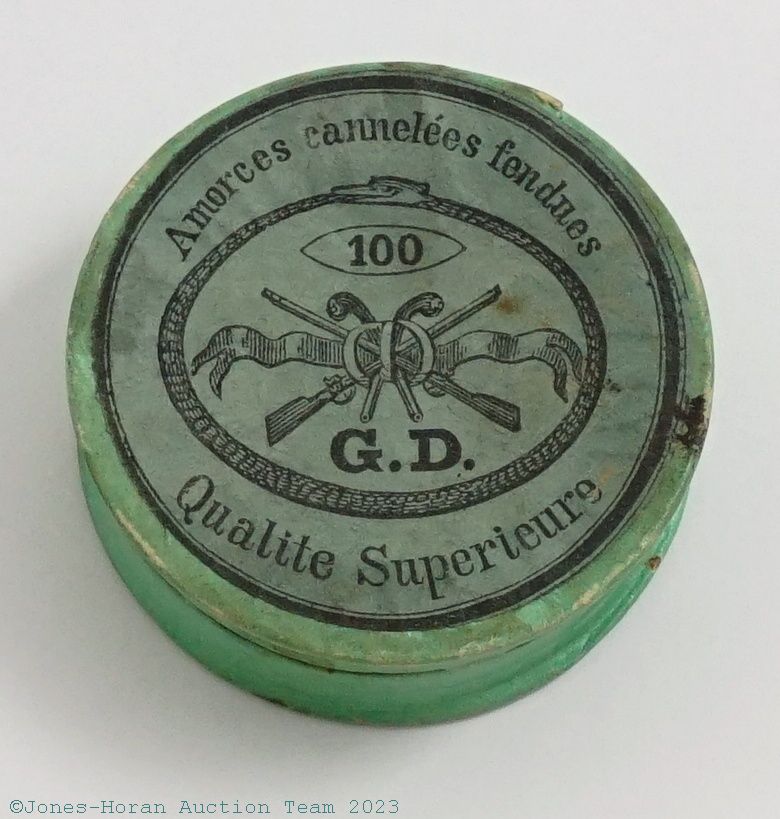 Amorces cannelées fendues
100
G.D.
Qualite Superieure
©Jones-Horan Auction Team 2023